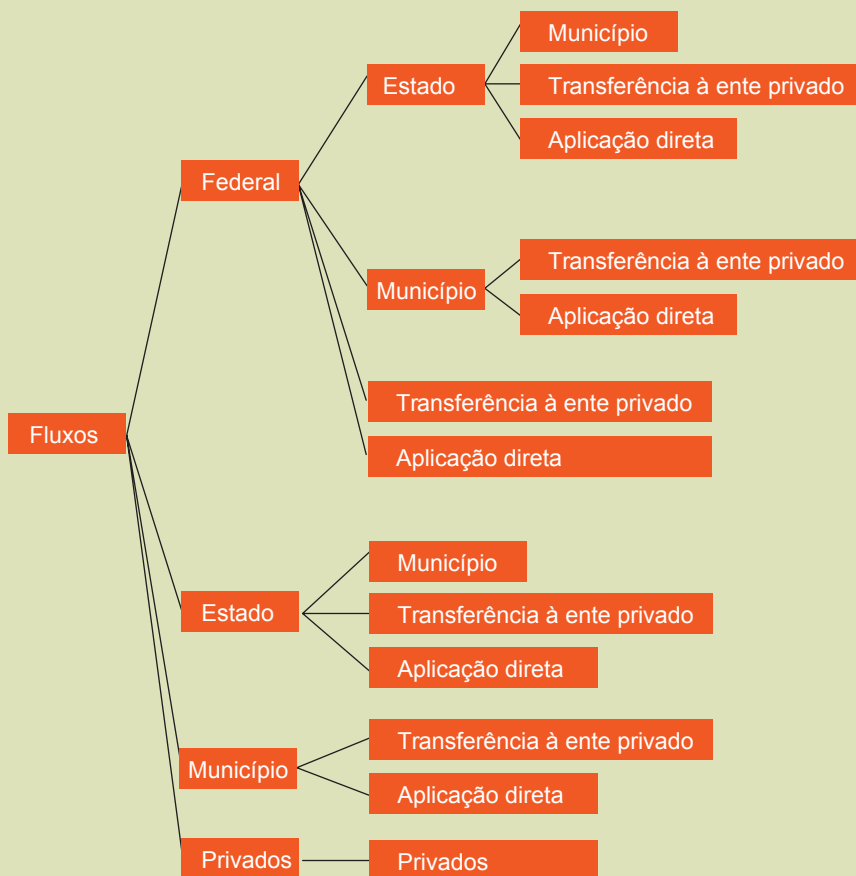 Município
Estado
Transferência à ente privado
Aplicação direta
Federal
Transferência à ente privado
Município
Aplicação direta
Transferência à ente privado
Fluxos
Aplicação direta
Município
Estado
Transferência à ente privado
Aplicação direta
Transferência à ente privado
Município
Aplicação direta
Privados
Privados